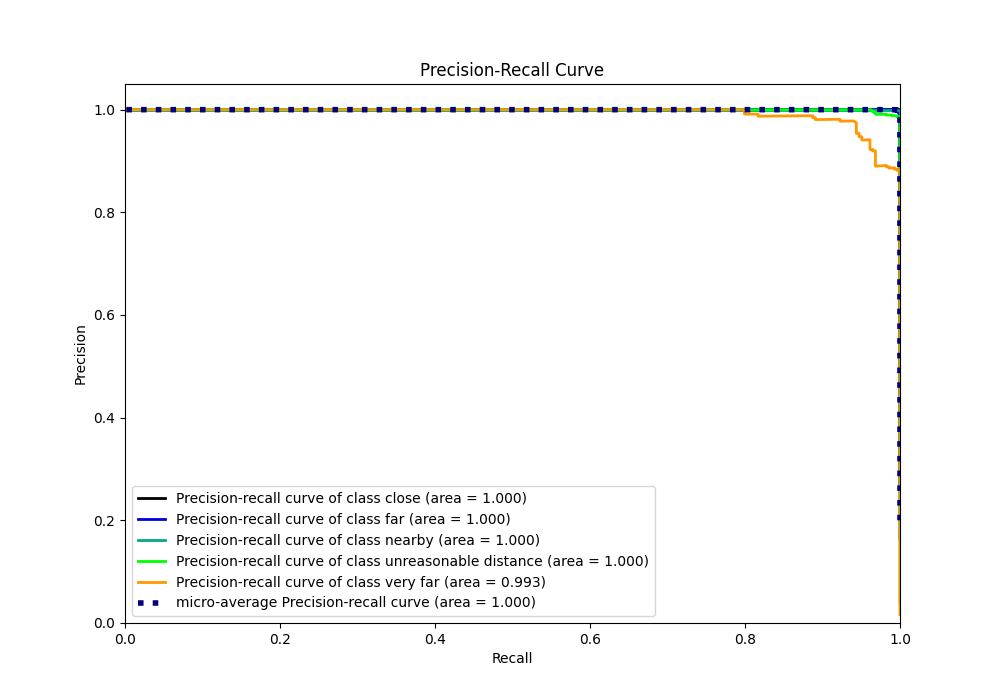 Precision-Recall Curve
1.0
0.8
0.6
0.4
0.2
0.0
Precision
Precision-recall curve of class close (area = 1.000)
Precision-recall curve of class far (area = 1.000)
Precision-recall curve of class nearby (area = 1.000)
Precision-recall curve of class unreasonable distance (area = 1.000)
Precision-recall curve of class very far (area = 0.993)
micro-average Precision-recall curve (area = 1.000)
0.0 0.2 0.4 0.6 0.8 1.0
Recall